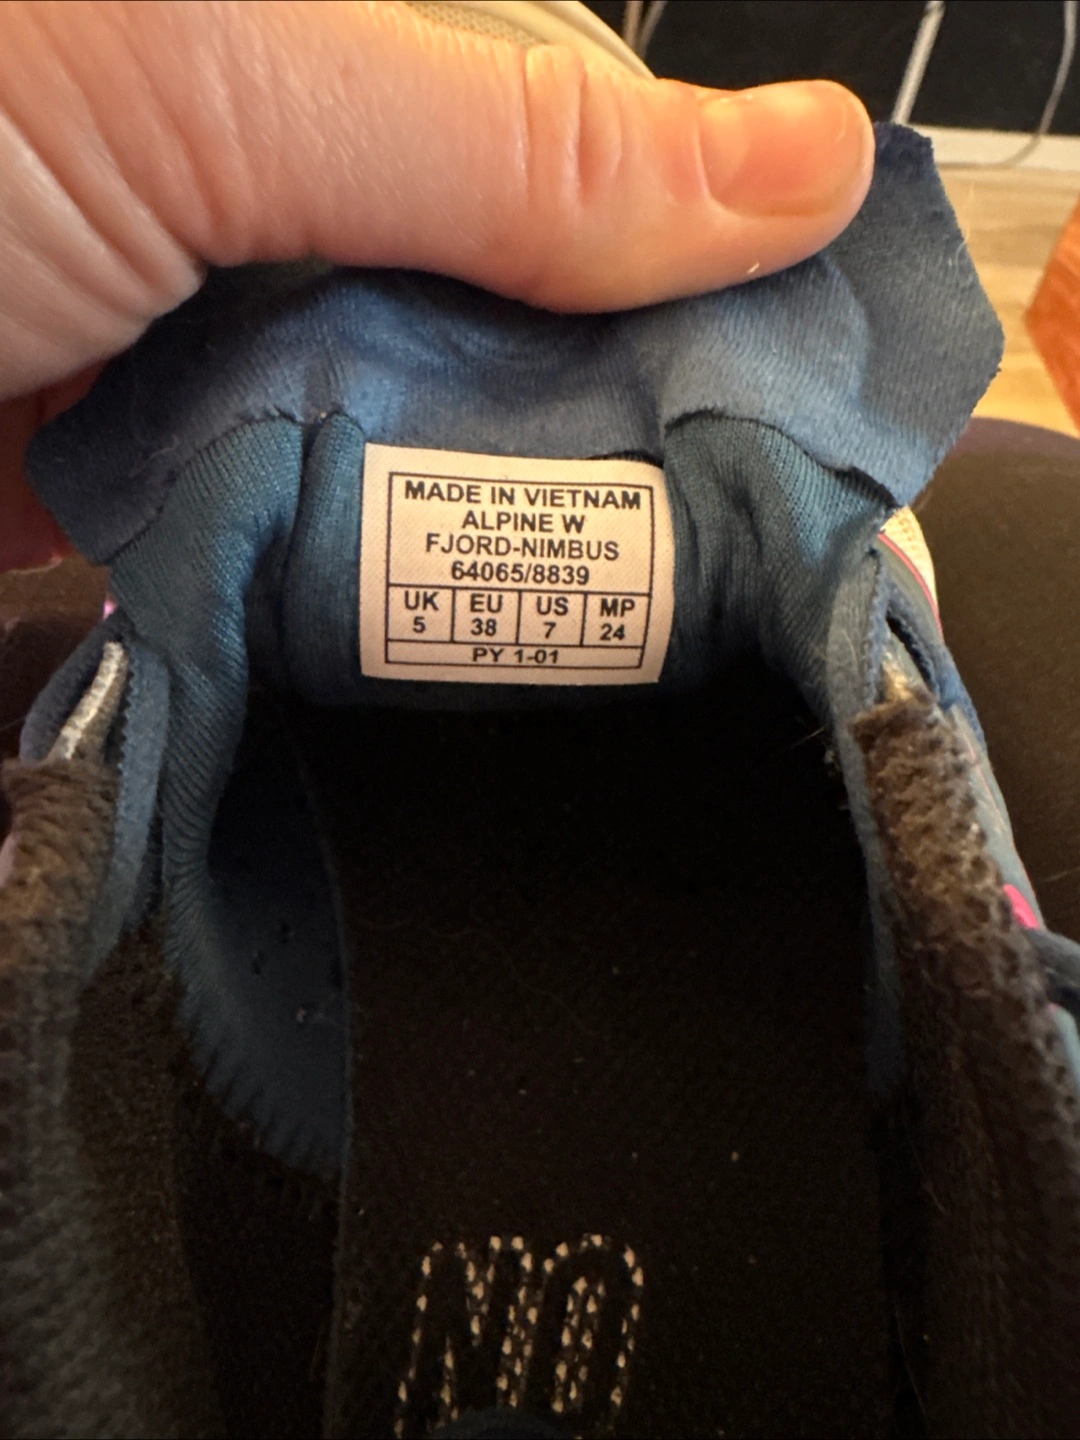 MADE IN VIETNAM
ALPINE W
FJORD-NIMBUS
64065/8839
UK EU US MP
5 38 7 24
PY 1-01